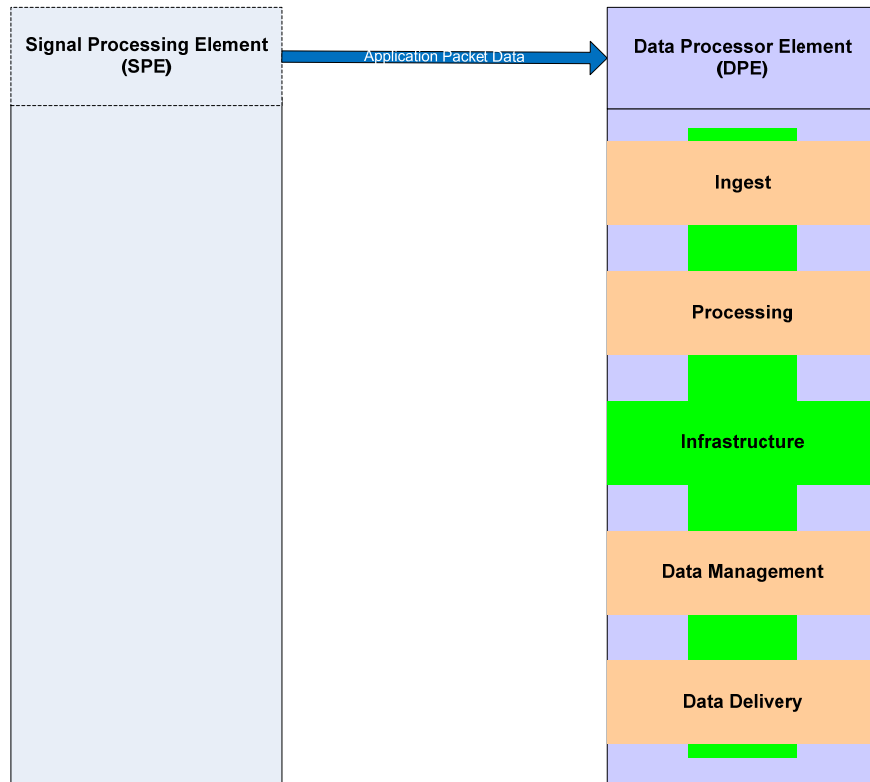 Signal Processing Element
(SPE)
Application Packet Data
Data Processor Element
(DPE)
Ingest
Processing
Infrastructure
Data Management
Data Delivery